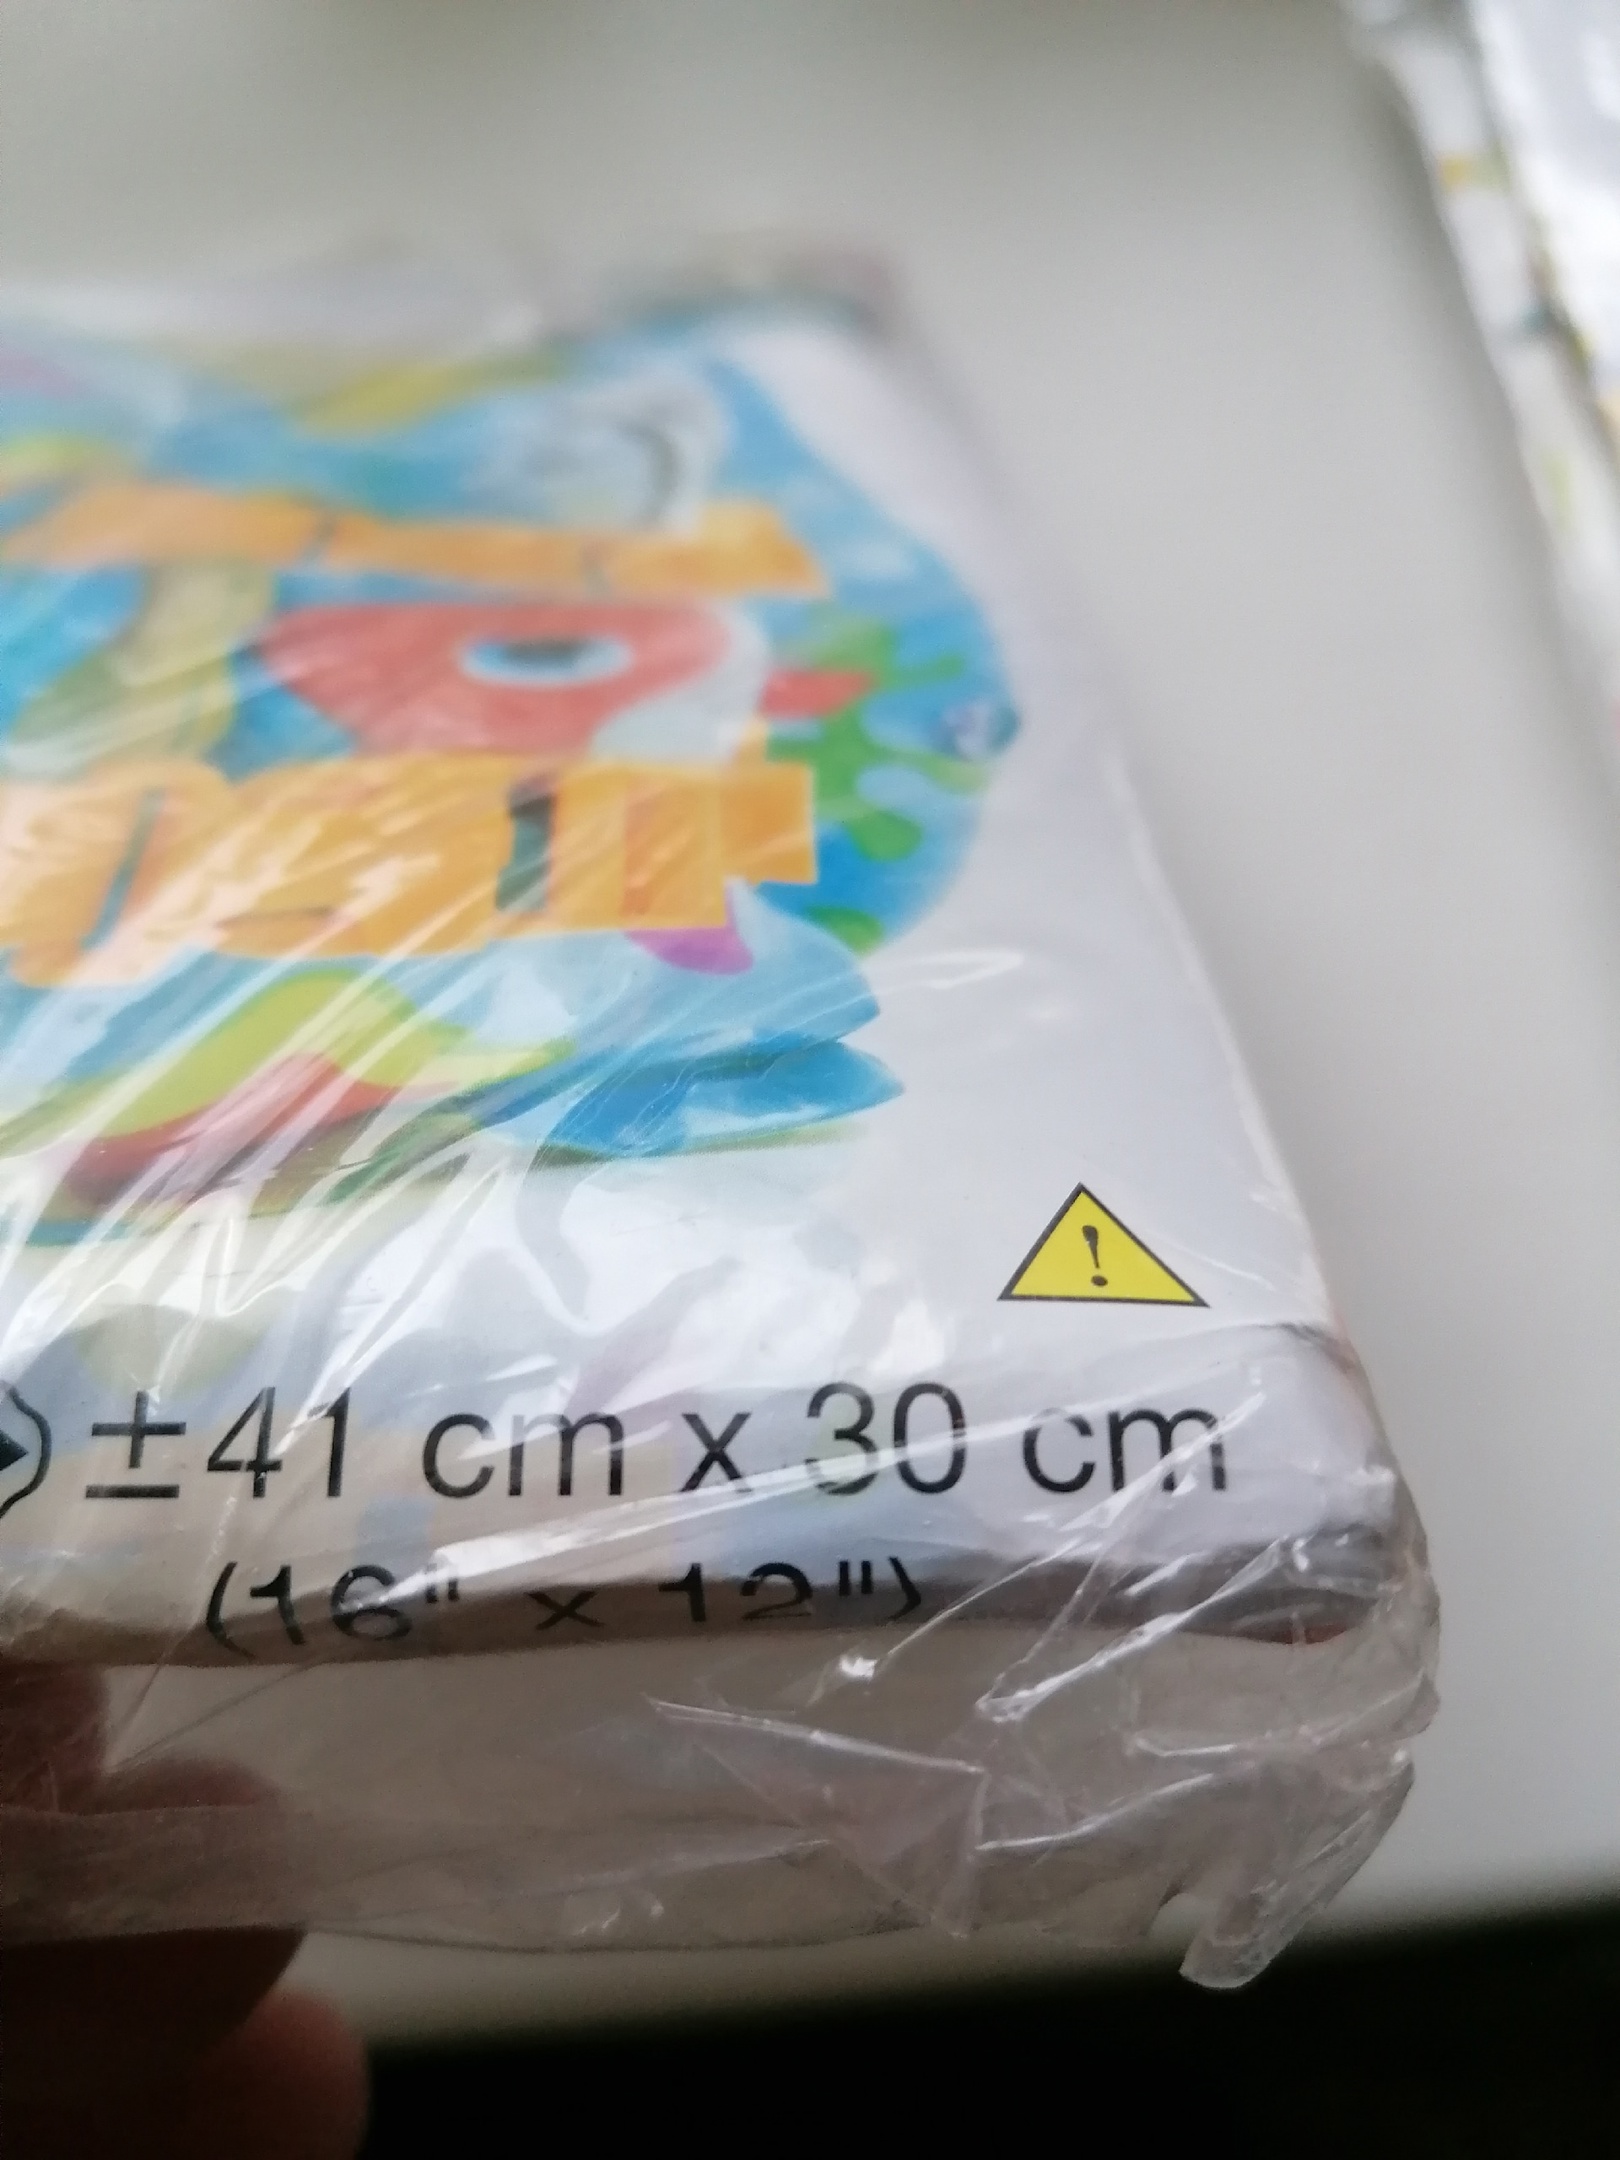 !
±41 cm x 30 cm
(16" x 12")